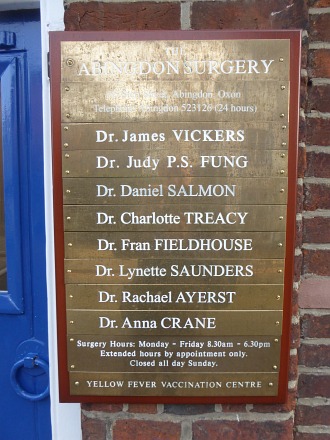 THE
ABINGDON SURGERY
Street, Abingdon, Oxon
Telephone Abingdon 523126 (24 hours)
Dr. James VICKERS
Dr. Judy P.S. FUNG
Dr. Daniel SALMON
Dr. Charlotte TREACY
Dr. Fran FIELDHOUSE
Dr. Lynette SAUNDERS
Dr. Rachael AYERST
Dr. Anna CRANE
Surgery Hours: Monday - Friday 8.30am - 6.30pm
Extended hours by appointment only.
Closed all day Sunday.
YELLOW FEVER VACCINATION CENTRE